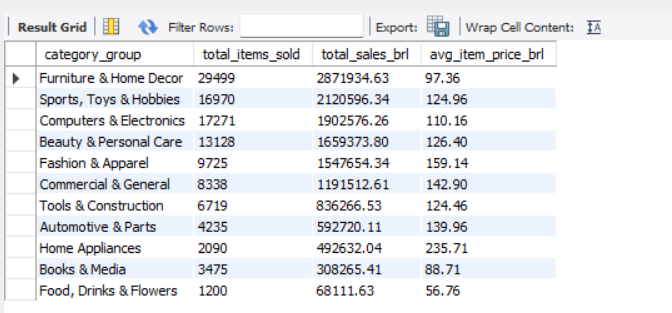 Result Grid Filter Rows: Export: Wrap Cell Content: IA
category_group total_items_sold total_sales_brl avg_item_price_brl
Furniture & Home Decor 29499 2871934.63 97.36
Sports, Toys & Hobbies 16970 2120596.34 124.96
Computers & Electronics 17271 1902576.26 110.16
Beauty & Personal Care 13128 1659373.80 126.40
Fashion & Apparel 9725 1547654.34 159.14
Commercial & General 8338 1191512.61 142.90
Tools & Construction 6719 836266.53 124.46
Automotive & Parts 4235 592720.11 139.96
Home Appliances 2090 492632.04 235.71
Books & Media 3475 308265.41 88.71
Food, Drinks & Flowers 1200 68111.63 56.76